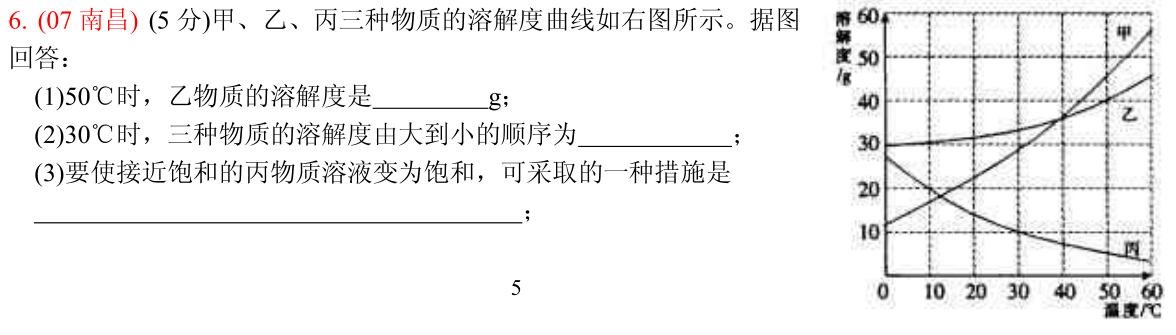 6. (07 南昌) (5 分)甲、乙、丙三种物质的溶解度曲线如右图所示。据图
回答：
(1)50℃时，乙物质的溶解度是_________g；
(2)30℃时，三种物质的溶解度由大到小的顺序为____________；
(3)要使接近饱和的丙物质溶液变为饱和，可采取的一种措施是
______________________________________；
5
溶解度/g
60
50
40
30
20
10
甲
乙
丙
0 10 20 30 40 50 60
温度/℃